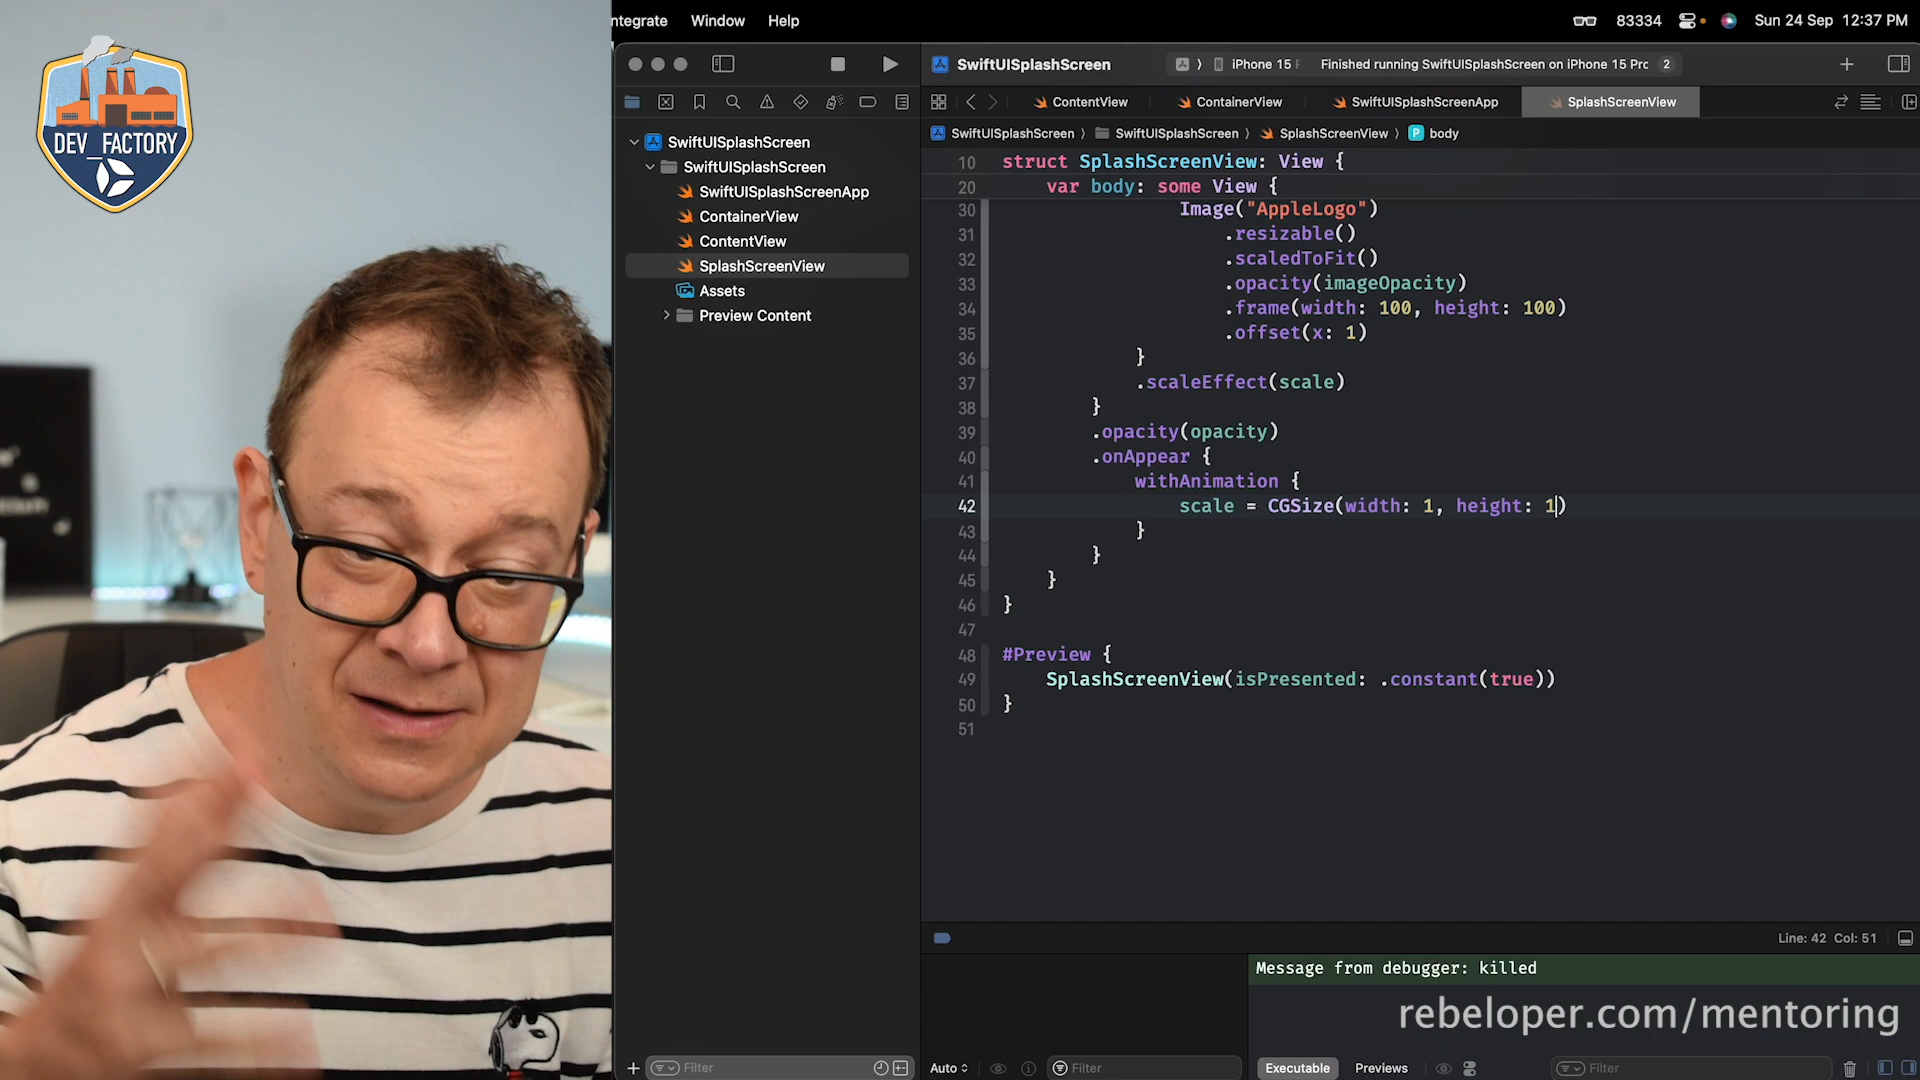 ntegrate Window Help 83334 Sun 24 Sep 12:37 PM
DEV_FACTORY
SwiftUISplashScreen iPhone 15 Finished running SwiftUISplashScreen on iPhone 15 Prc 2
ContentView ContainerView SwiftUISplashScreenApp SplashScreenView
SwiftUISplashScreen SwiftUISplashScreen SplashScreenView P body
SwiftUISplashScreen
SwiftUISplashScreen
SwiftUISplashScreenApp
ContainerView
ContentView
SplashScreenView
Assets
Preview Content
10 struct SplashScreenView: View {
20 var body: some View {
30 Image("AppleLogo")
31 .resizable()
32 .scaledToFit()
33 .opacity(imageOpacity)
34 .frame(width: 100, height: 100)
35 .offset(x: 1)
36 }
37 .scaleEffect(scale)
38 }
39 .opacity(opacity)
40 .onAppear {
41 withAnimation {
42 scale = CGSize(width: 1, height: 1)
43 }
44 }
45 }
46 }
47
48 #Preview {
49 SplashScreenView(isPresented: .constant(true))
50 }
51
Line: 42 Col: 51
Message from debugger: killed
rebeloper.com/mentoring
Filter Auto Filter Executable Previews Filter